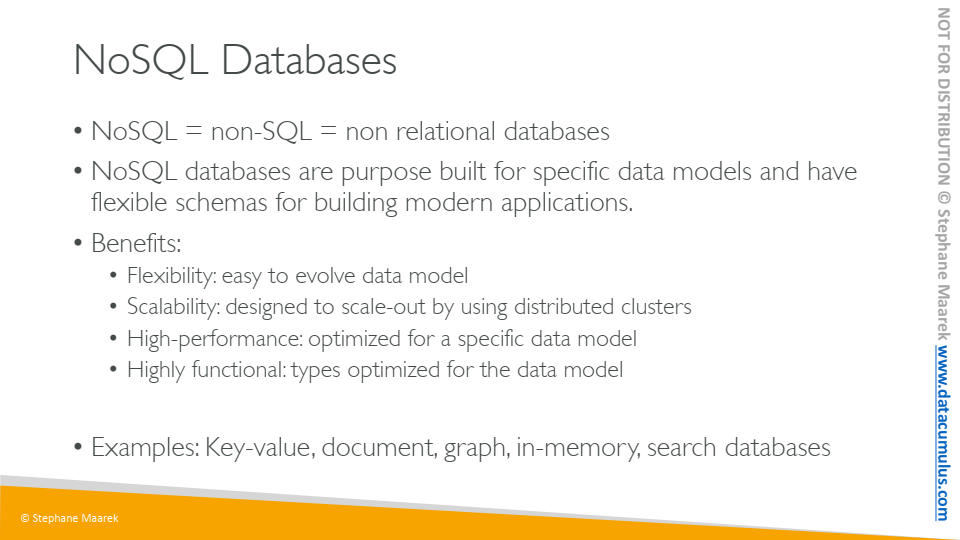 NoSQL Databases
• NoSQL = non-SQL = non relational databases
• NoSQL databases are purpose built for specific data models and have
flexible schemas for building modern applications.
• Benefits:
• Flexibility: easy to evolve data model
• Scalability: designed to scale-out by using distributed clusters
• High-performance: optimized for a specific data model
• Highly functional: types optimized for the data model
• Examples: Key-value, document, graph, in-memory, search databases
© Stephane Maarek
NOT FOR DISTRIBUTION © Stephane Maarek www.datacumulus.com